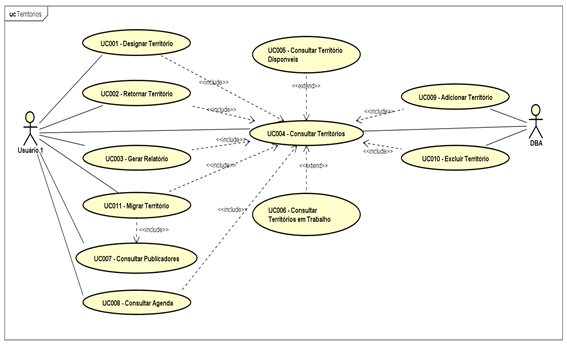 uc Territorios
UC001 - Designar Território
UC005 - Consultar Território
Disponveis
<<include>>
<<extend>>
UC002 - Retornar Território
UC009 - Adicionar Território
<<include>>
<<include>>
UC004 - Consultar Territórios
Usuário 1
DBA
<<include>>
<<include>>
UC003 - Gerar Relatório
UC010 - Excluir Território
<<include>>
<<extend>>
UC011 - Migrar Território
<<include>>
UC006 - Consultar
Territórios em Trabalho
<<include>>
UC007 - Consultar Publicadores
UC008 - Consultar Agenda